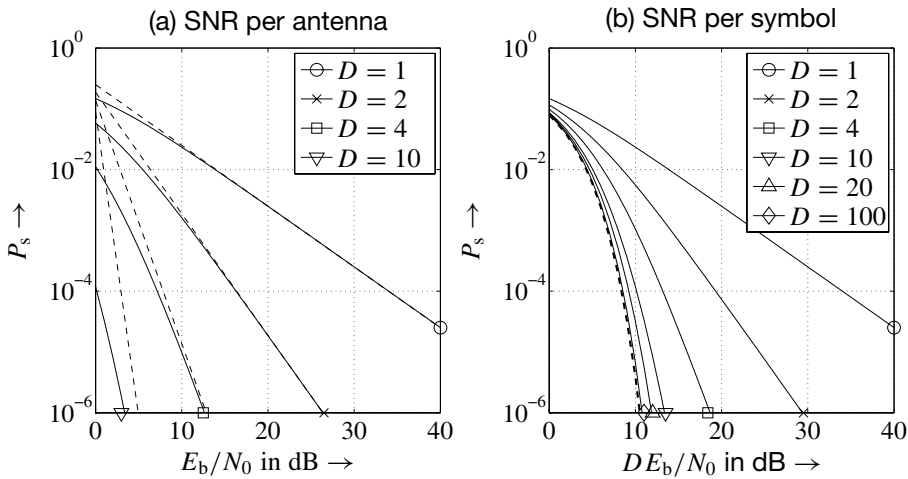 (a) SNR per antenna
10^0
10^-2
10^-4
10^-6
P_s →
D = 1
D = 2
D = 4
D = 10
0
10
20
30
40
E_b/N_0 in dB →
(b) SNR per symbol
10^0
10^-2
10^-4
10^-6
P_s →
D = 1
D = 2
D = 4
D = 10
D = 20
D = 100
0
10
20
30
40
D E_b/N_0 in dB →